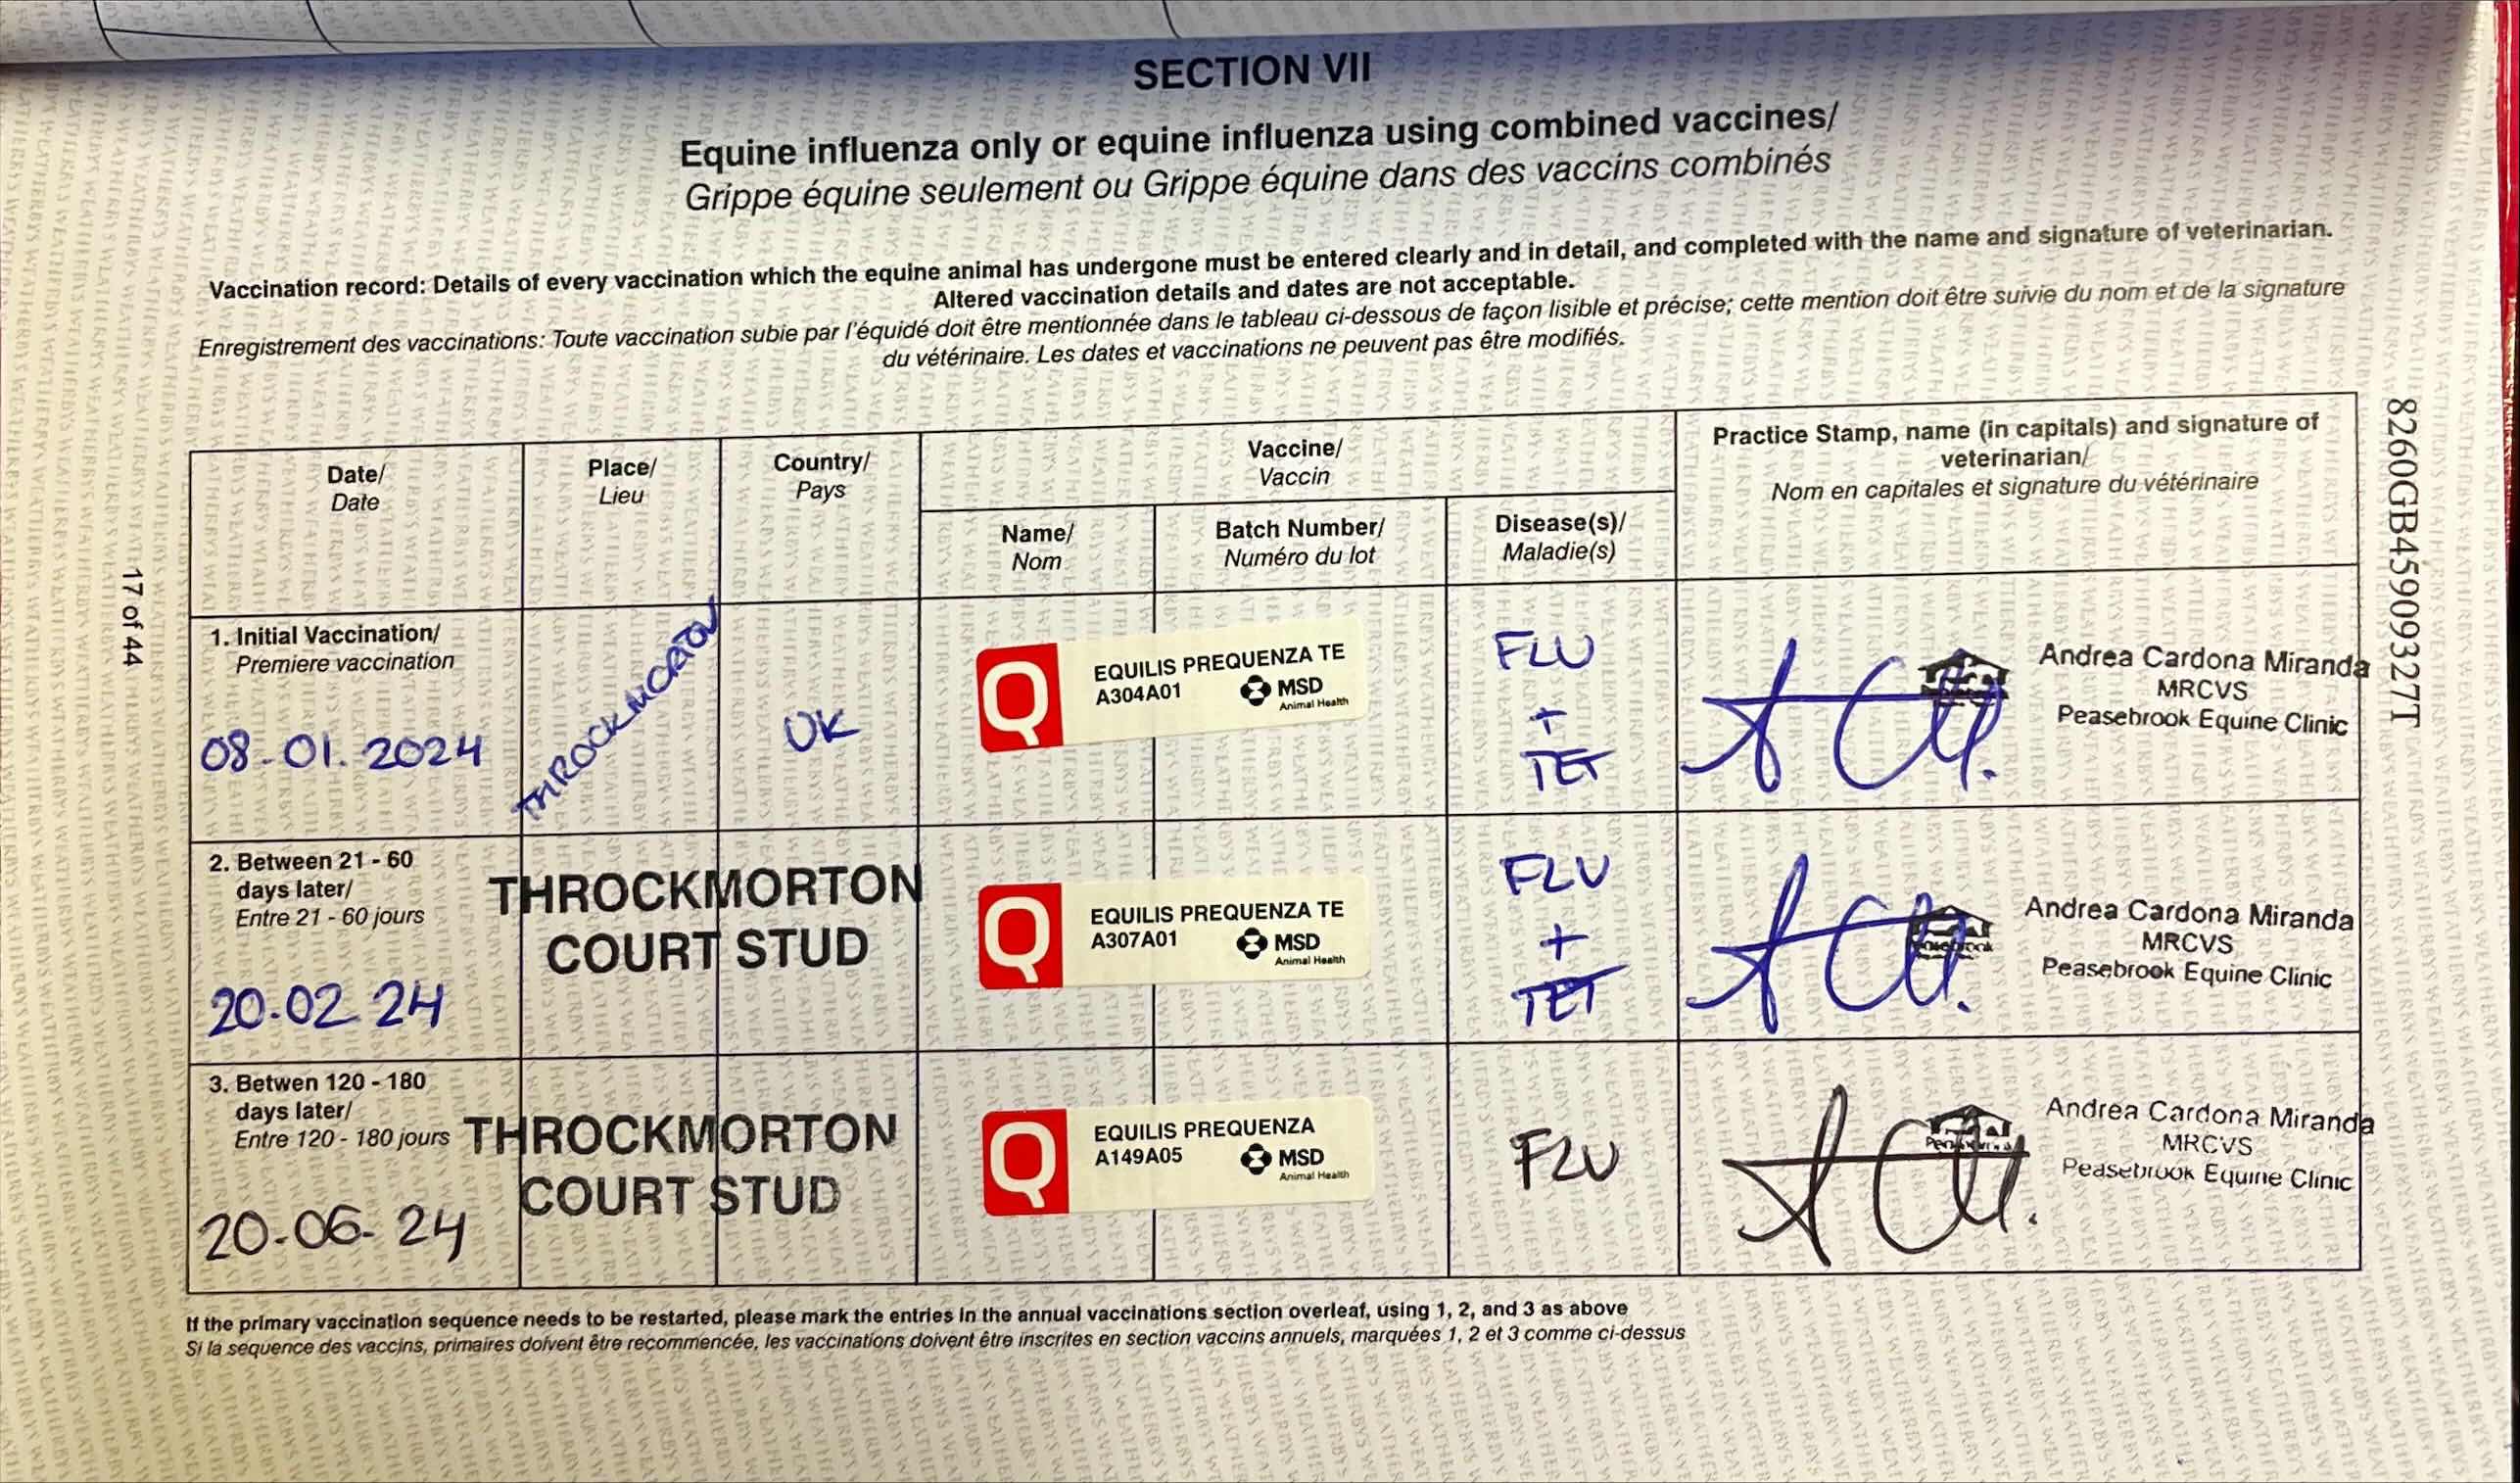 SECTION VII
Equine influenza only or equine influenza using combined vaccines/
Grippe équine seulement ou Grippe équine dans des vaccins combinés
Vaccination record: Details of every vaccination which the equine animal has undergone must be entered clearly and in detail, and completed with the name and signature of veterinarian.
Altered vaccination details and dates are not acceptable.
Enregistrement des vaccinations: Toute vaccination subie par l'équidé doit être mentionnée dans le tableau ci-dessous de façon lisible et précise; cette mention doit être suivie du nom et de la signature
du vétérinaire. Les dates et vaccinations ne peuvent pas être modifiés.
Date/
Date
Place/
Lieu
Country/
Pays
Vaccine/
Vaccin
Name/
Nom
Batch Number/
Numéro du lot
Disease(s)/
Maladie(s)
Practice Stamp, name (in capitals) and signature of
veterinarian/
Nom en capitales et signature du vétérinaire
1. Initial Vaccination/
Premiere vaccination
08-01.2024
THROCKMORTON
UK
Q
EQUILIS PREQUENZA TE
A304A01
MSD
Animal Health
FLU
+
TET
Andrea Cardona Miranda
MRCVS
Peasebrook Equine Clinic
2. Between 21 - 60
days later/
Entre 21 - 60 jours
20.02 24
THROCKMORTON
COURT STUD
Q
EQUILIS PREQUENZA TE
A307A01
MSD
Animal Health
FLU
+
TET
Andrea Cardona Miranda
MRCVS
Peasebrook Equine Clinic
3. Betwen 120 - 180
days later/
Entre 120 - 180 jours
20-06-24
THROCKMORTON
COURT STUD
Q
EQUILIS PREQUENZA
A149A05
MSD
Animal Health
FLU
Andrea Cardona Miranda
MRCVS
Peasebrook Equine Clinic
If the primary vaccination sequence needs to be restarted, please mark the entries in the annual vaccinations section overleaf, using 1, 2, and 3 as above
Si la sequence des vaccins, primaires doivent être recommencée, les vaccinations doivent être inscrites en section vaccins annuels, marquées 1, 2 et 3 comme ci-dessus
17 of 44
8260GB45909327T